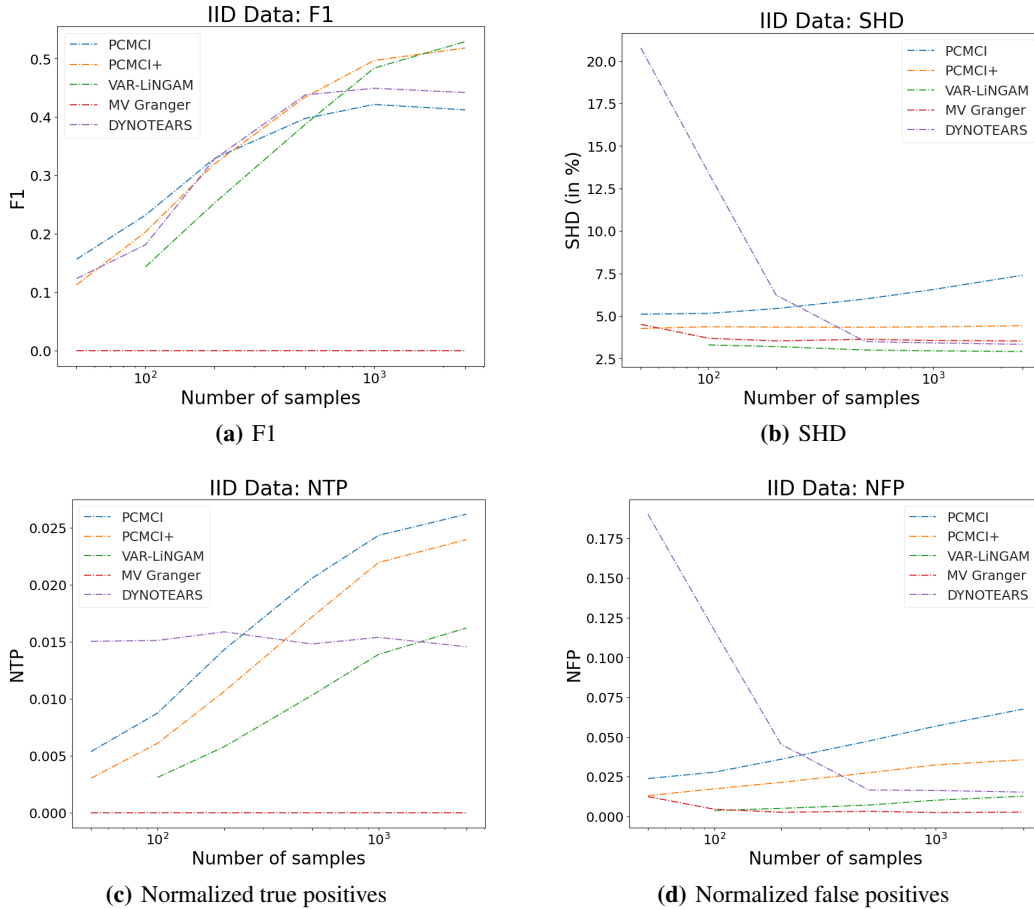 IID Data: F1
F1
0.5
0.4
0.3
0.2
0.1
0.0
PCMCI
PCMCI+
VAR-LiNGAM
MV Granger
DYNOTEARS
10²
10³
Number of samples
(a) F1
IID Data: SHD
SHD (in %)
20.0
17.5
15.0
12.5
10.0
7.5
5.0
2.5
PCMCI
PCMCI+
VAR-LiNGAM
MV Granger
DYNOTEARS
10²
10³
Number of samples
(b) SHD
IID Data: NTP
NTP
0.025
0.020
0.015
0.010
0.005
0.000
PCMCI
PCMCI+
VAR-LiNGAM
MV Granger
DYNOTEARS
10²
10³
Number of samples
(c) Normalized true positives
IID Data: NFP
NFP
0.175
0.150
0.125
0.100
0.075
0.050
0.025
0.000
PCMCI
PCMCI+
VAR-LiNGAM
MV Granger
DYNOTEARS
10²
10³
Number of samples
(d) Normalized false positives